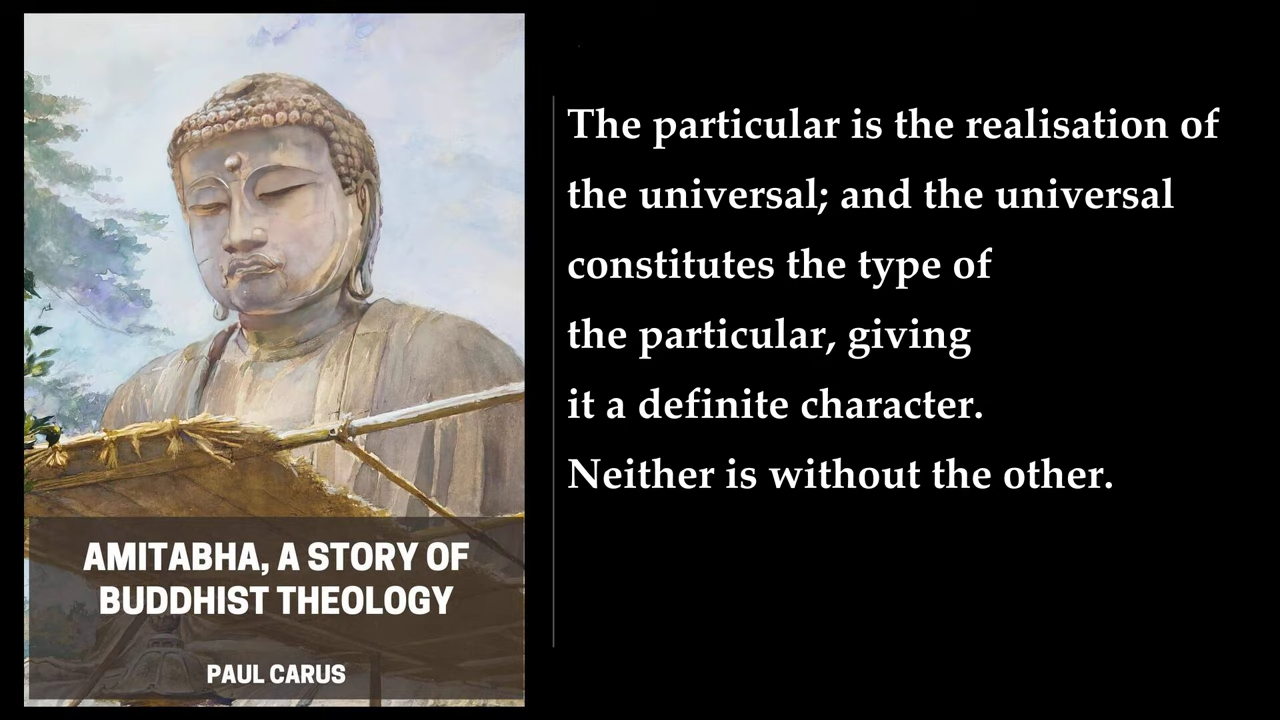 AMITABHA, A STORY OF
BUDDHIST THEOLOGY
PAUL CARUS
The particular is the realisation of
the universal; and the universal
constitutes the type of
the particular, giving
it a definite character.
Neither is without the other.